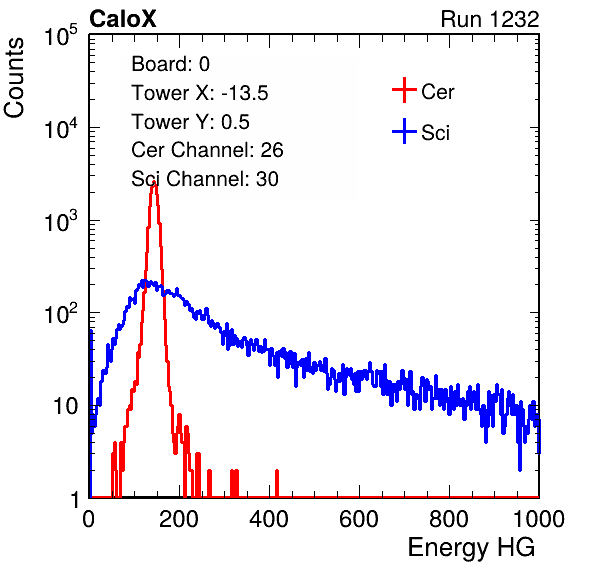 CaloX Run 1232
Counts
10^5
10^4
10^3
10^2
10
1
Board: 0
Tower X: -13.5
Tower Y: 0.5
Cer Channel: 26
Sci Channel: 30
Cer
Sci
0 200 400 600 800 1000
Energy HG